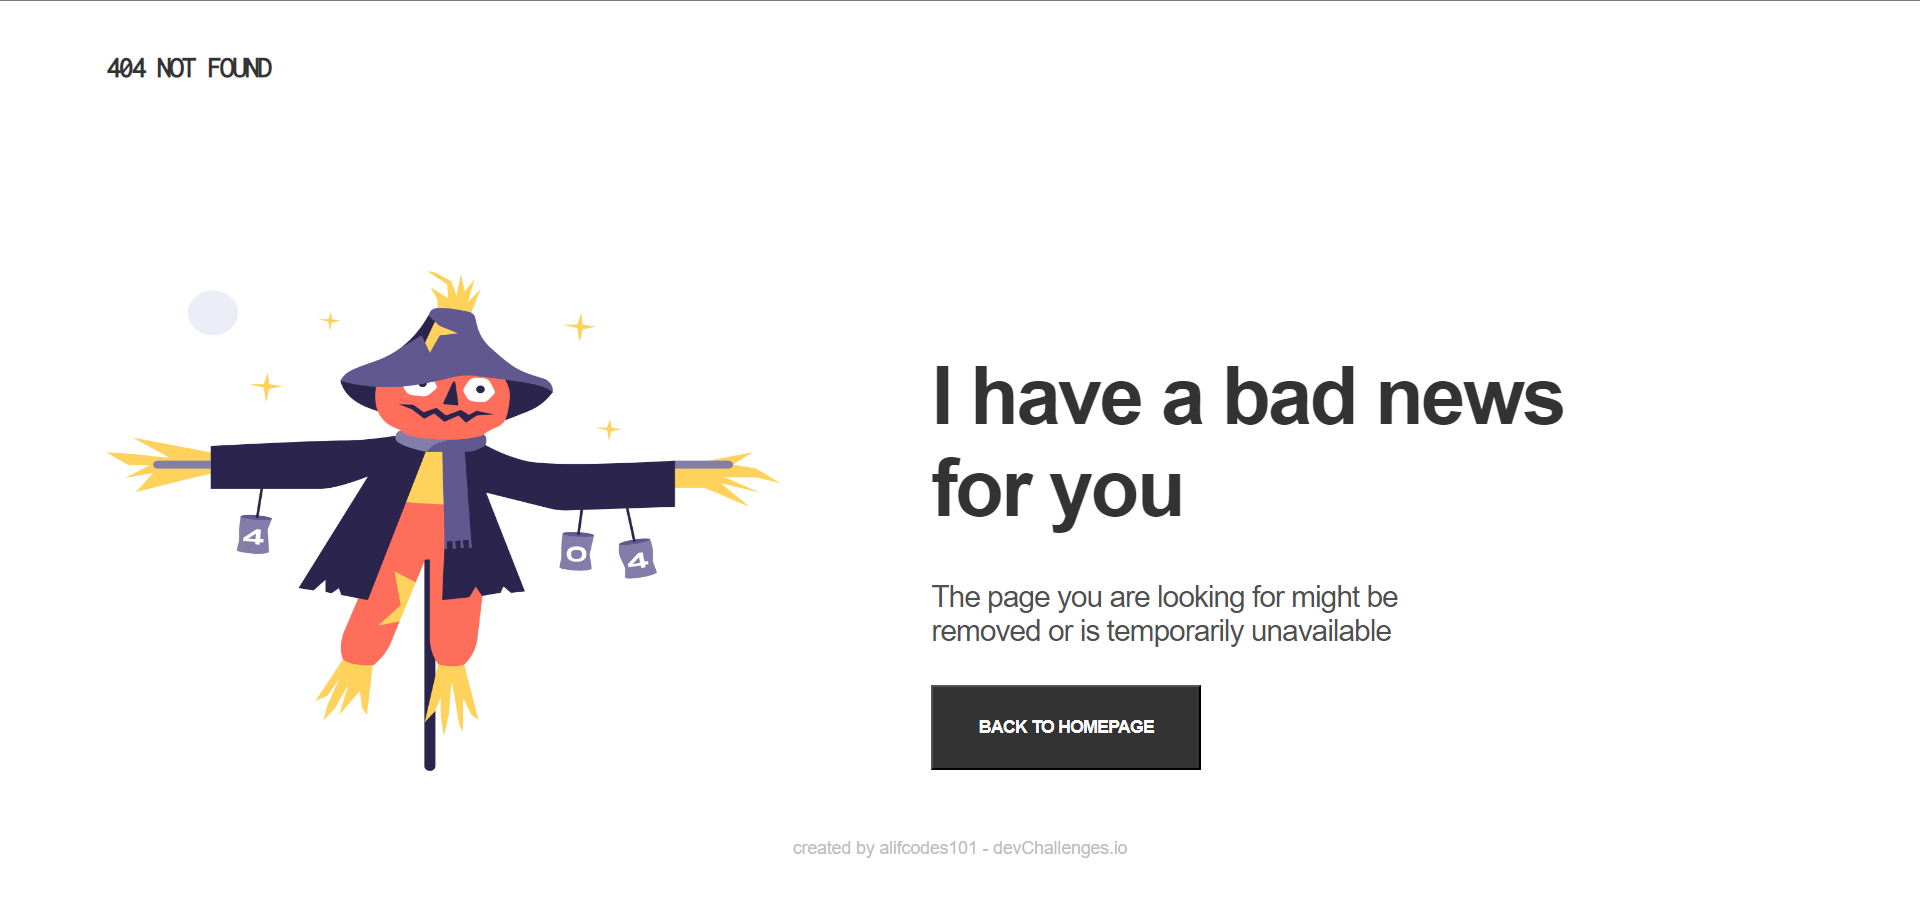 404 NOT FOUND
4
0
4
I have a bad news
for you
The page you are looking for might be
removed or is temporarily unavailable
BACK TO HOMEPAGE
created by alifcodes101 - devChallenges.io